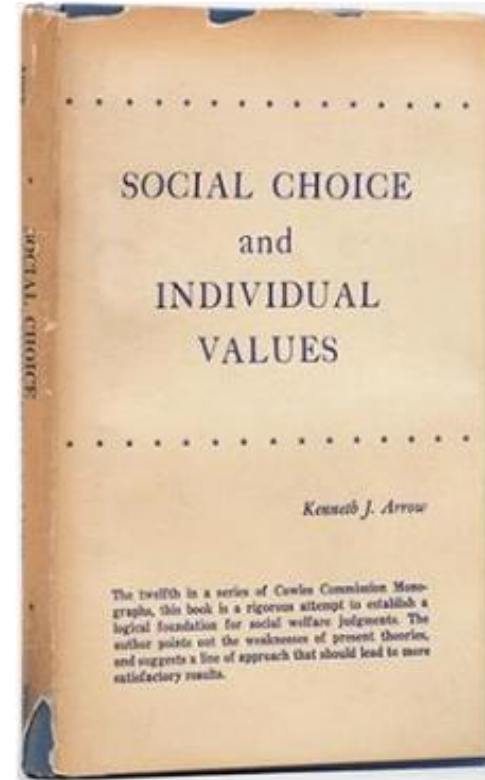 SOCIAL CHOICE
and
INDIVIDUAL
VALUES
Kenneth J. Arrow
The twelfth in a series of Cowles Commission Mono-
graphs, this book is a rigorous attempt to establish a
logical foundation for social welfare judgments. The
author points out the weaknesses of present theories,
and suggests a line of approach that should lead to more
satisfactory results.
SOCIAL CHOICE